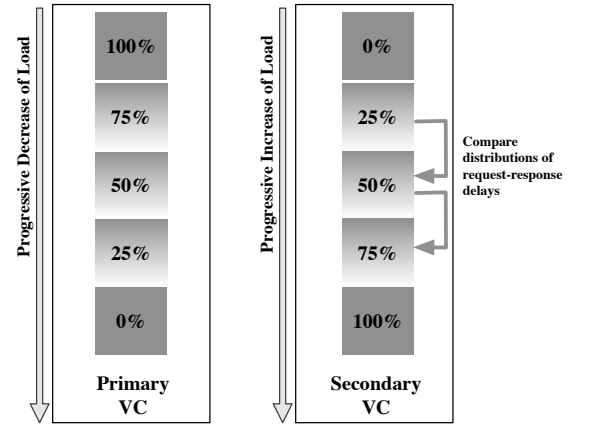 Progressive Decrease of Load
100%
75%
50%
25%
0%
Primary
VC
Progressive Increase of Load
0%
25%
50%
75%
100%
Secondary
VC
Compare
distributions of
request-response
delays